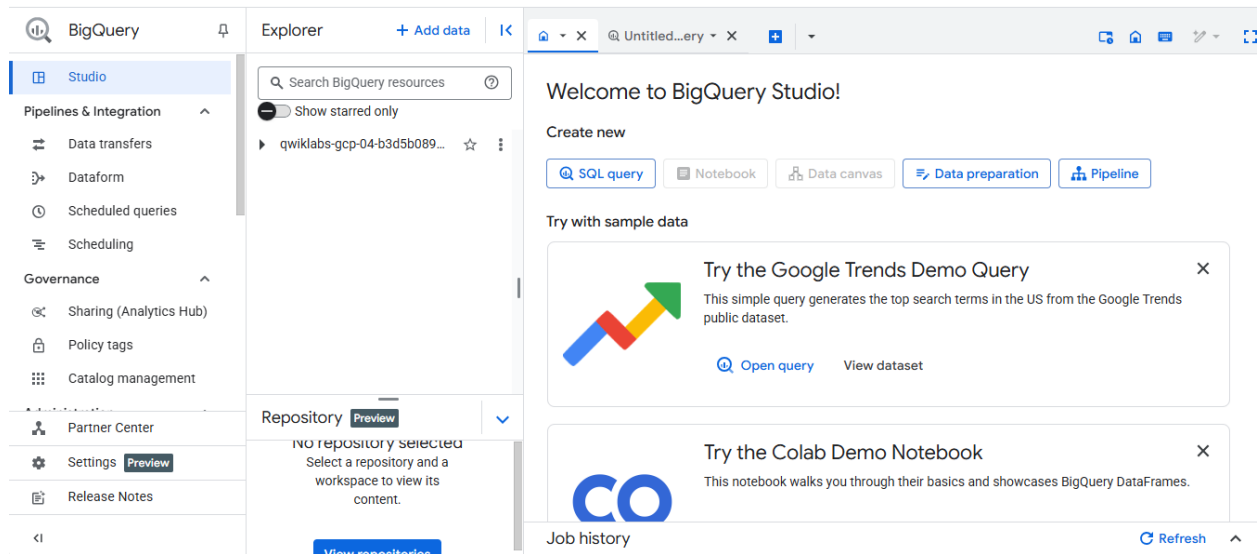 BigQuery
Studio
Pipelines & Integration
Data transfers
Dataform
Scheduled queries
Scheduling
Governance
Sharing (Analytics Hub)
Policy tags
Catalog management
Partner Center
Settings Preview
Release Notes
Explorer
+ Add data
Search BigQuery resources
Show starred only
qwiklabs-gcp-04-b3d5b089...
Repository Preview
No repository selected
Select a repository and a
workspace to view its
content.
View repositories
Untitled...ery
Welcome to BigQuery Studio!
Create new
SQL query
Notebook
Data canvas
Data preparation
Pipeline
Try with sample data
Try the Google Trends Demo Query
This simple query generates the top search terms in the US from the Google Trends
public dataset.
Open query
View dataset
Try the Colab Demo Notebook
This notebook walks you through their basics and showcases BigQuery DataFrames.
Job history
Refresh